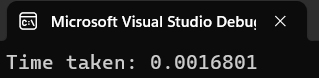 Microsoft Visual Studio Debug
Time taken: 0.0016801